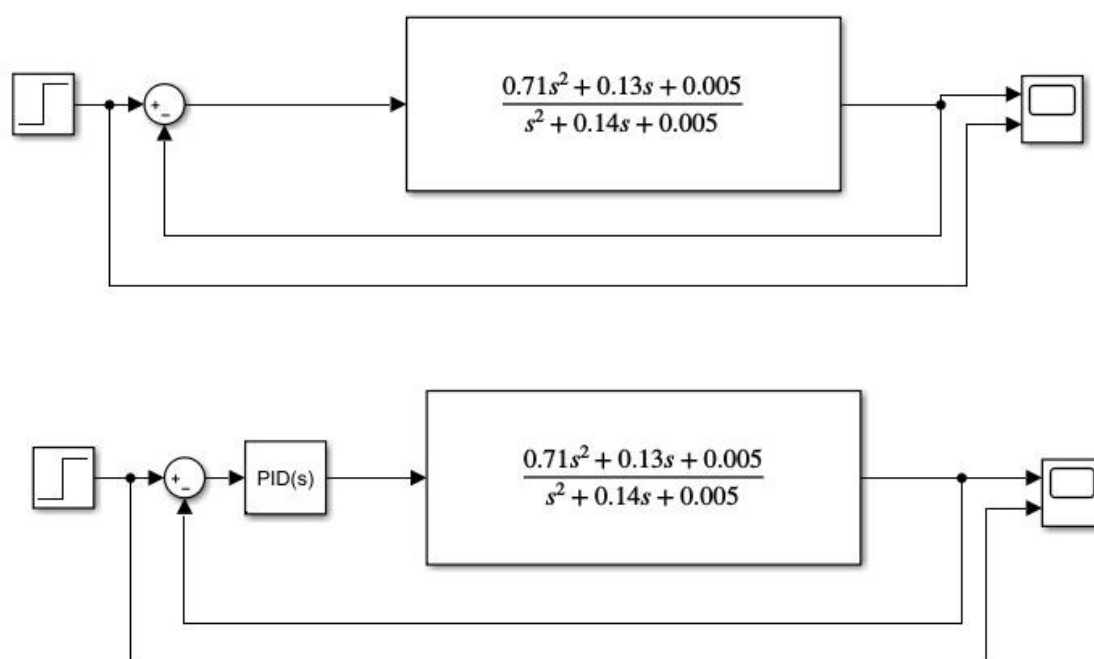 0.71s² + 0.13s + 0.005
s² + 0.14s + 0.005
+
−
PID(s)
0.71s² + 0.13s + 0.005
s² + 0.14s + 0.005
+
−